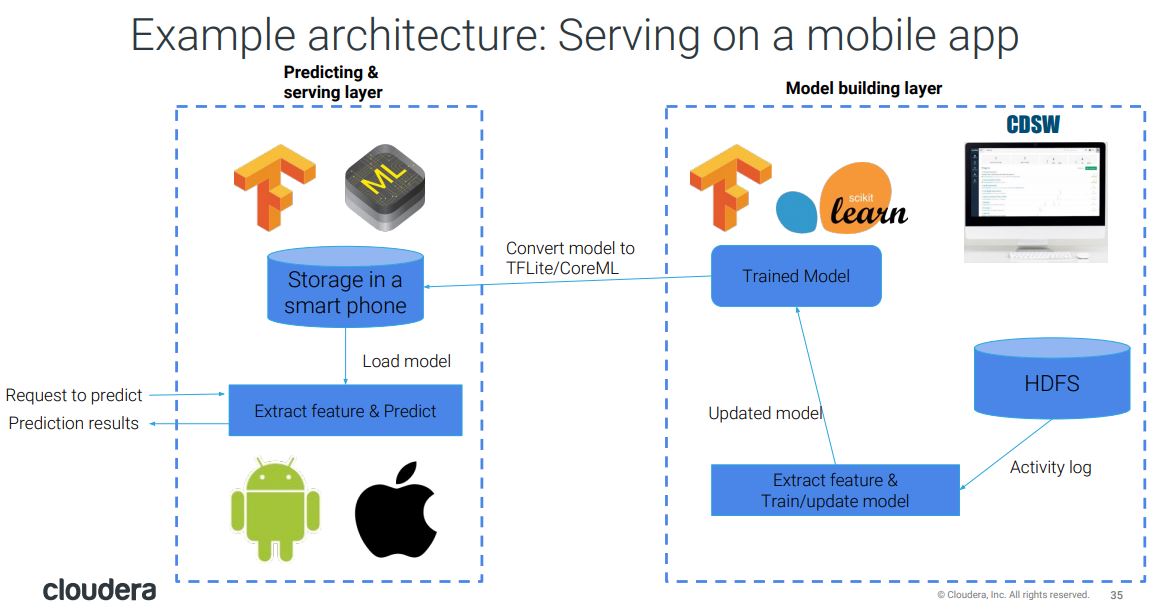 Example architecture: Serving on a mobile app
Predicting &
serving layer
Model building layer
CDSW
ML
scikit
learn
Convert model to
TFLite/CoreML
Storage in a
smart phone
Trained Model
Load model
HDFS
Request to predict
Prediction results
Extract feature & Predict
Updated model
Activity log
Extract feature &
Train/update model
cloudera
© Cloudera, Inc. All rights reserved.
35